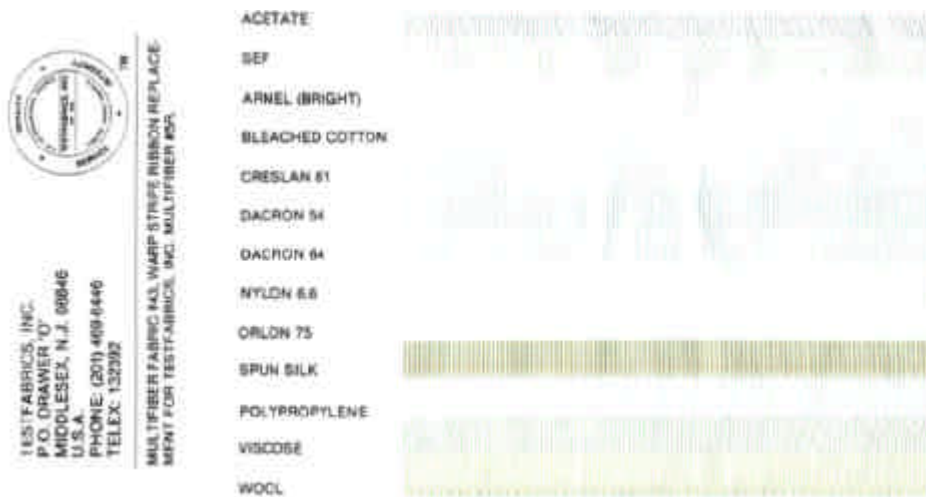 TESTFABRICS, INC.
P.O. DRAWER "O"
MIDDLESEX, N.J. 08846
U.S.A.
PHONE: (201) 469-6446
TELEX: 132392
TM
MULTIFIBER FABRIC #43, WARP STRIPE RIBBON REPLACE-
MENT FOR TESTFABRICS, INC. MULTIFIBER #5A.
ACETATE
SEF
ARNEL (BRIGHT)
BLEACHED COTTON
CRESLAN 61
DACRON 54
DACRON 64
NYLON 6.6
ORLON 75
SPUN SILK
POLYPROPYLENE
VISCOSE
WOOL